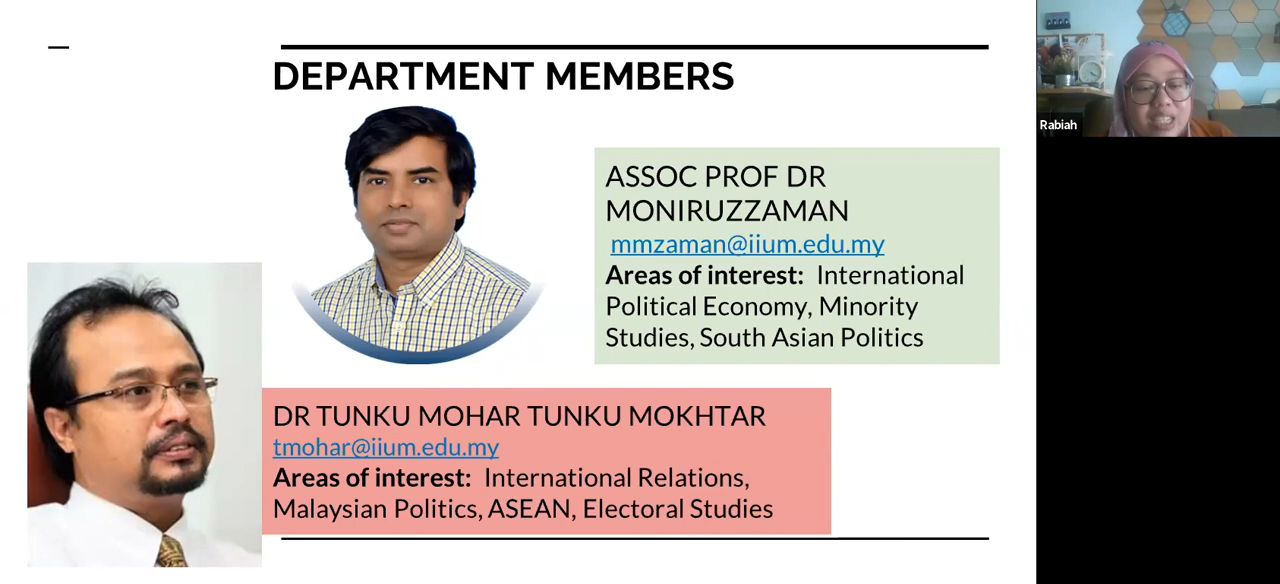 DEPARTMENT MEMBERS
ASSOC PROF DR
MONIRUZZAMAN
mmzaman@iium.edu.my
Areas of interest: International
Political Economy, Minority
Studies, South Asian Politics
DR TUNKU MOHAR TUNKU MOKHTAR
tmohar@iium.edu.my
Areas of interest: International Relations,
Malaysian Politics, ASEAN, Electoral Studies
Rabiah